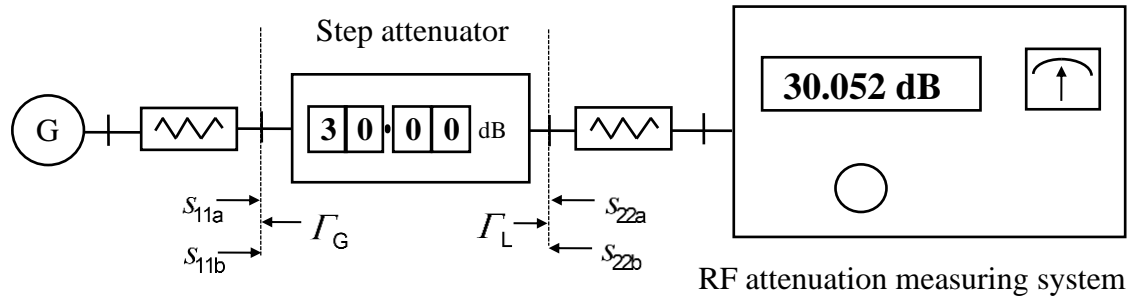 Step attenuator
30.052 dB
G
3 0·0 0 dB
s11a
s22a
ΓG
ΓL
s11b
s22b
RF attenuation measuring system